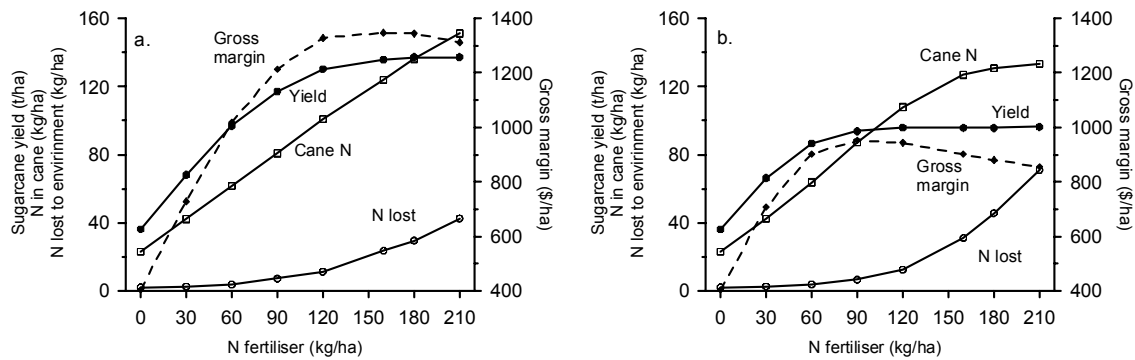 160
120
80
40
0
Sugarcane yield (t/ha)
N in cane (kg/ha)
N lost to envirinment (kg/ha)
a.
Gross
margin
Yield
Cane N
N lost
1400
1200
1000
800
600
400
Gross margin ($/ha)
0 30 60 90 120 150 180 210
N fertiliser (kg/ha)
160
120
80
40
0
Sugarcane yield (t/ha)
N in cane (kg/ha)
N lost to envirinment (kg/ha)
b.
Cane N
Yield
Gross
margin
N lost
1400
1200
1000
800
600
400
Gross margin ($/ha)
0 30 60 90 120 150 180 210
N fertiliser (kg/ha)